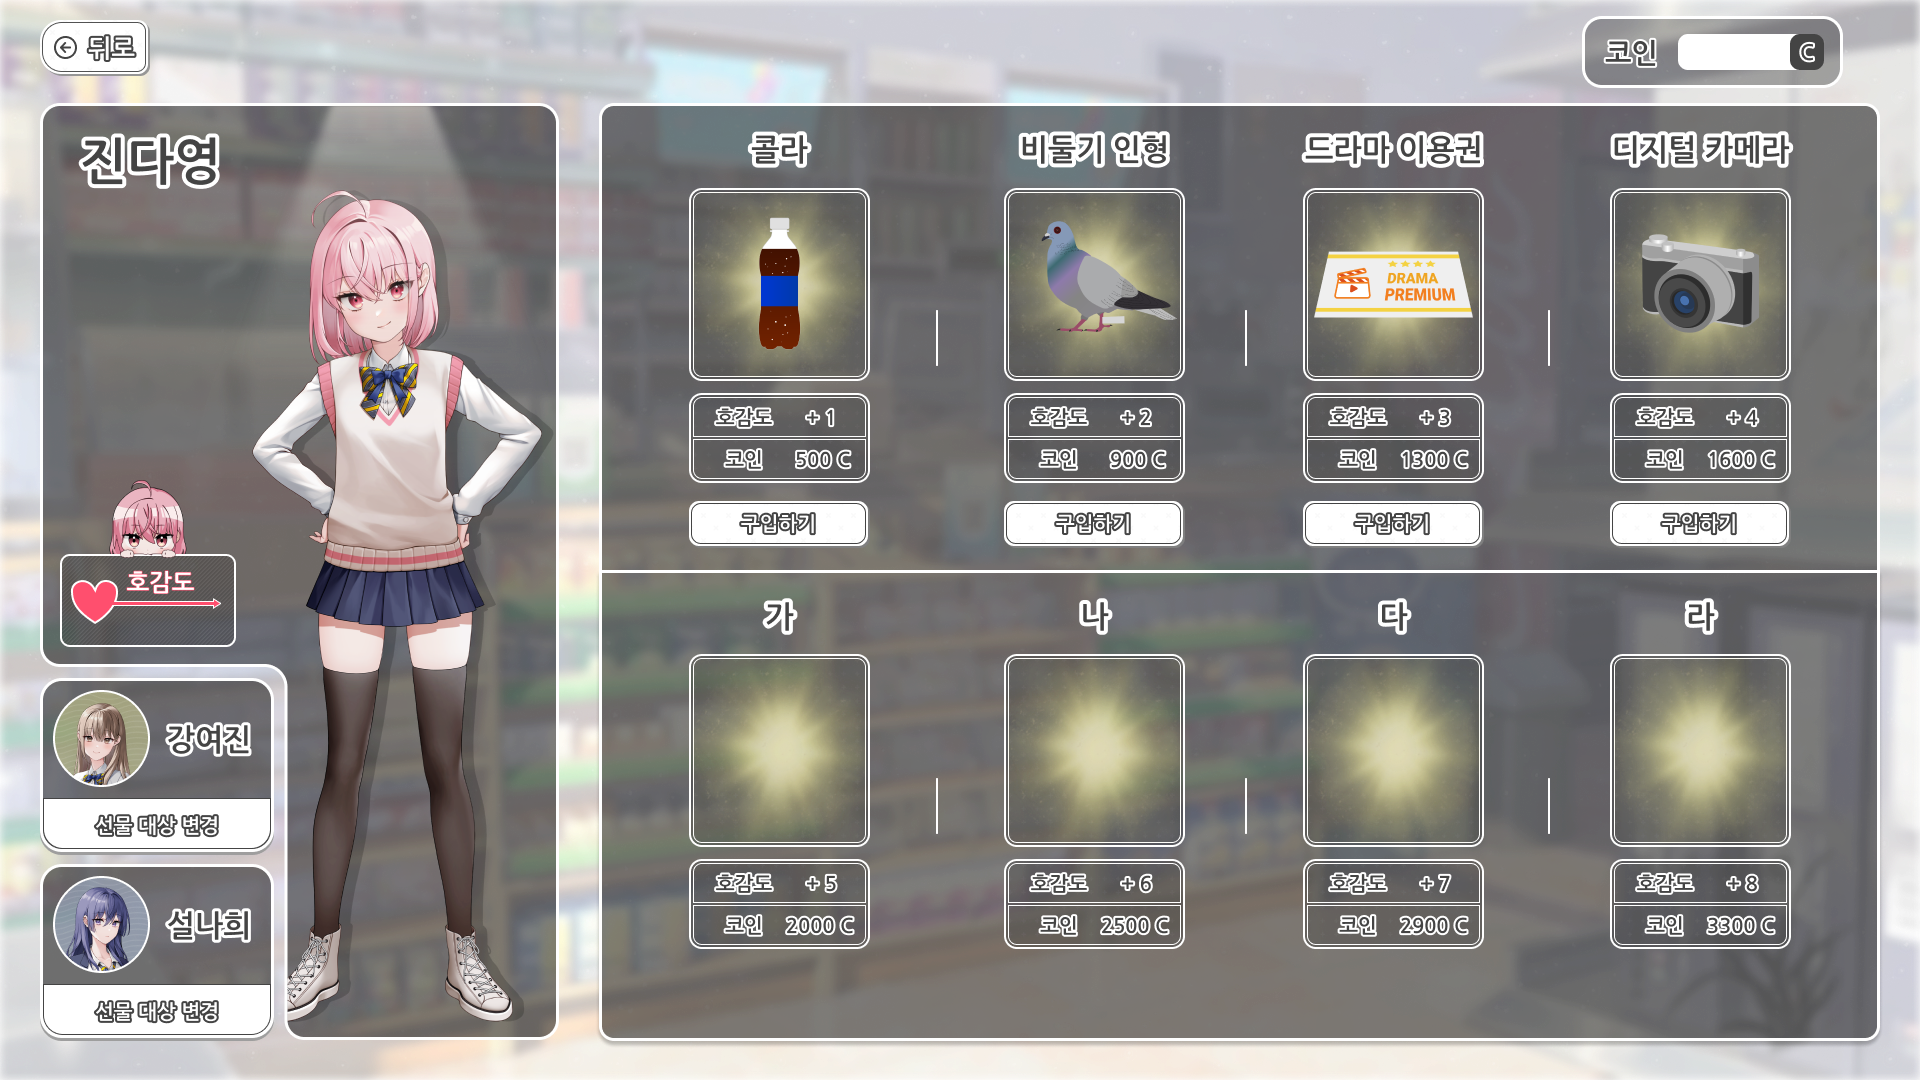 뒤로
코인 C
진다영
호감도
강여진
선물 대상 변경
설나희
선물 대상 변경
콜라
호감도 + 1
코인 500 C
구입하기
비둘기 인형
호감도 + 2
코인 900 C
구입하기
드라마 이용권
DRAMA
PREMIUM
호감도 + 3
코인 1300 C
구입하기
디지털 카메라
호감도 + 4
코인 1600 C
구입하기
가
호감도 + 5
코인 2000 C
나
호감도 + 6
코인 2500 C
다
호감도 + 7
코인 2900 C
라
호감도 + 8
코인 3300 C